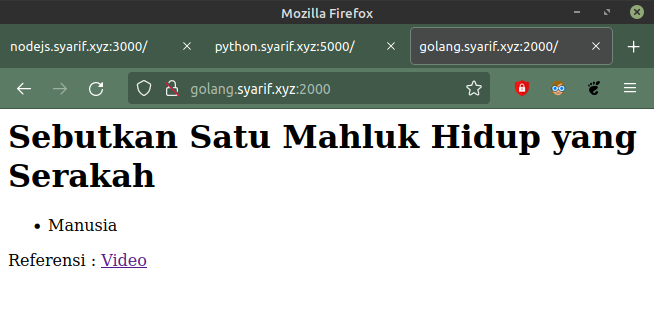 Mozilla Firefox
nodejs.syarif.xyz:3000/ python.syarif.xyz:5000/ golang.syarif.xyz:2000/
golang.syarif.xyz:2000
Sebutkan Satu Mahluk Hidup yang
Serakah
• Manusia
Referensi : Video